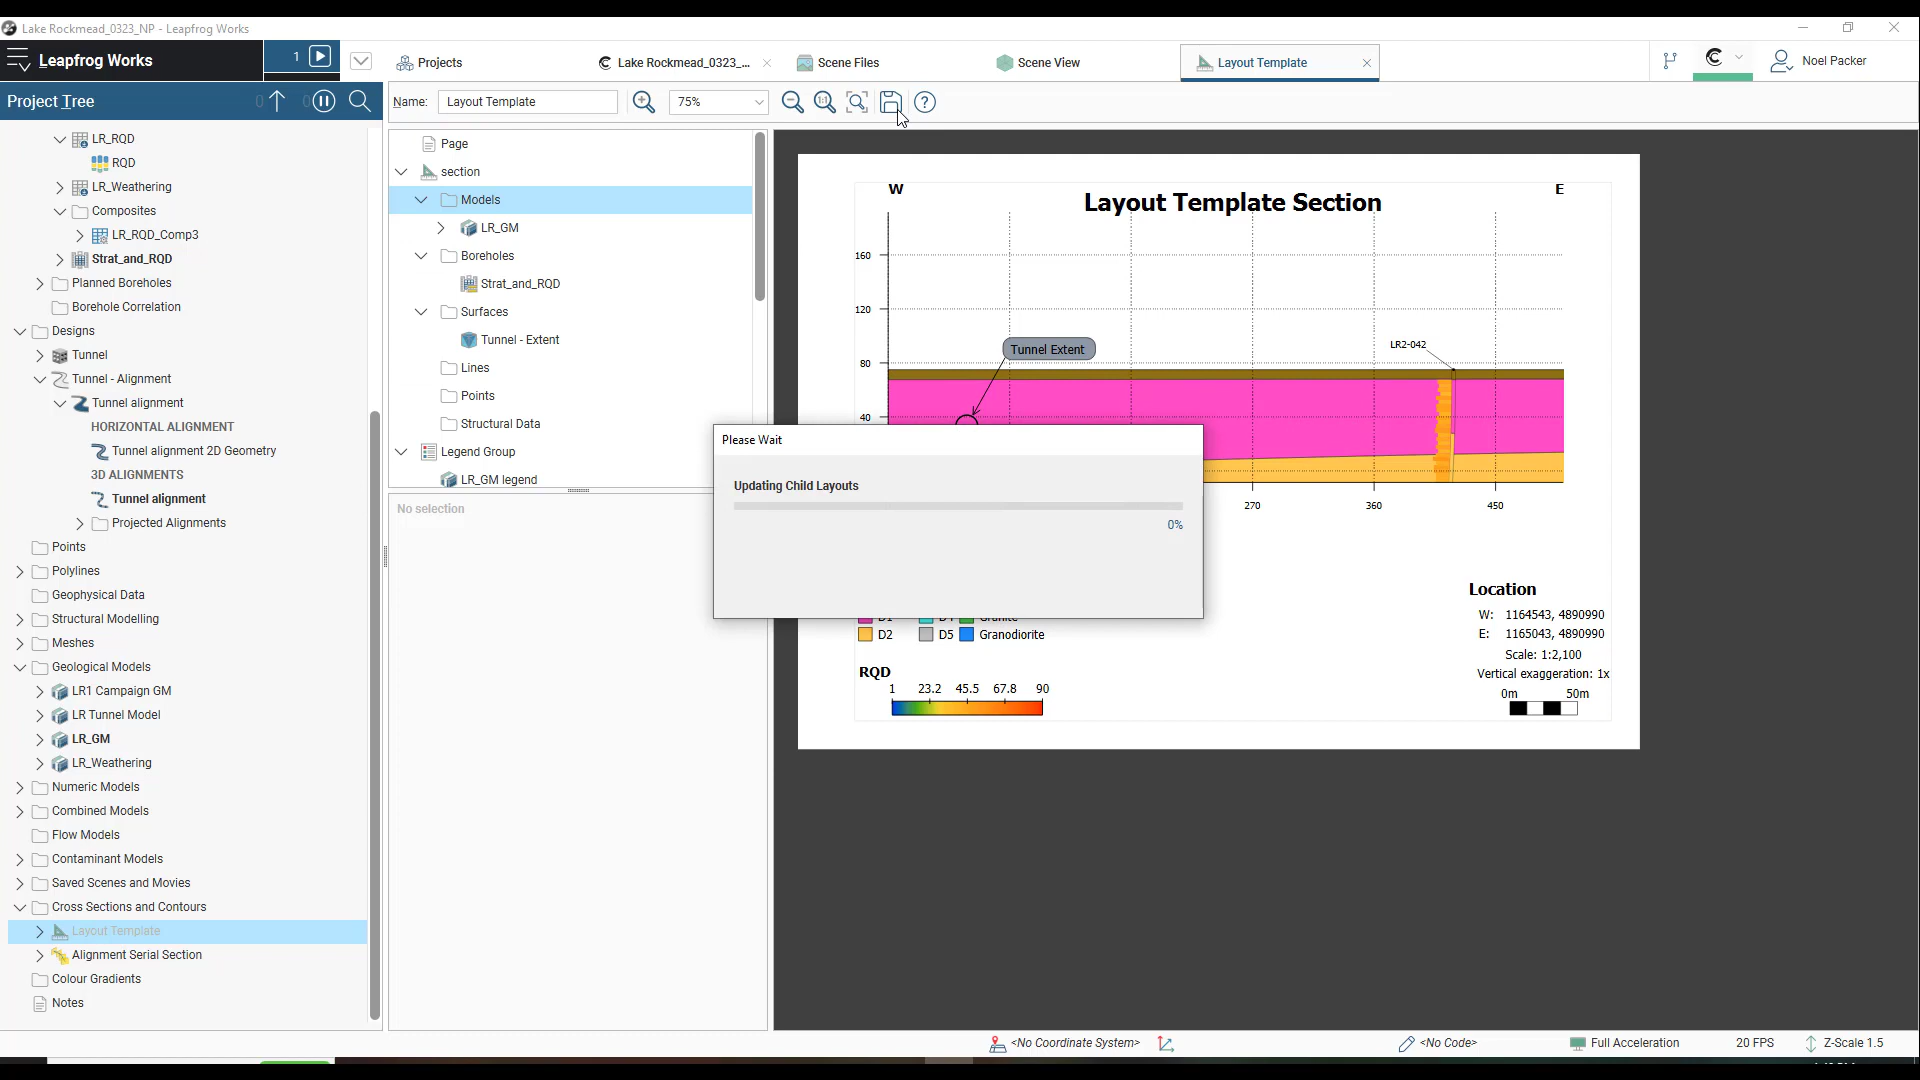 Lake Rockmead_0323_NP - Leapfrog Works
Leapfrog Works
1
Projects
Lake Rockmead_0323_...
Scene Files
Scene View
Layout Template
Noel Packer
Project Tree
0
0
Name:
Layout Template
75%
1:1
?
LR_RQD
RQD
LR_Weathering
Composites
LR_RQD_Comp3
Strat_and_RQD
Planned Boreholes
Borehole Correlation
Designs
Tunnel
Tunnel - Alignment
Tunnel alignment
HORIZONTAL ALIGNMENT
Tunnel alignment 2D Geometry
3D ALIGNMENTS
Tunnel alignment
Projected Alignments
Points
Polylines
Geophysical Data
Structural Modelling
Meshes
Geological Models
LR1 Campaign GM
LR Tunnel Model
LR_GM
LR_Weathering
Numeric Models
Combined Models
Flow Models
Contaminant Models
Saved Scenes and Movies
Cross Sections and Contours
Layout Template
Alignment Serial Section
Colour Gradients
Notes
Page
section
Models
LR_GM
Boreholes
Strat_and_RQD
Surfaces
Tunnel - Extent
Lines
Points
Structural Data
Legend Group
LR_GM legend
No selection
W
Layout Template Section
E
160
120
80
40
Tunnel Extent
LR2-042
270
360
450
Please Wait
Updating Child Layouts
0%
D2
D5
Granodiorite
RQD
1
23.2
45.5
67.8
90
Location
W: 1164543, 4890990
E: 1165043, 4890990
Scale: 1:2,100
Vertical exaggeration: 1x
0m
50m
<No Coordinate System>
<No Code>
Full Acceleration
20 FPS
Z-Scale 1.5